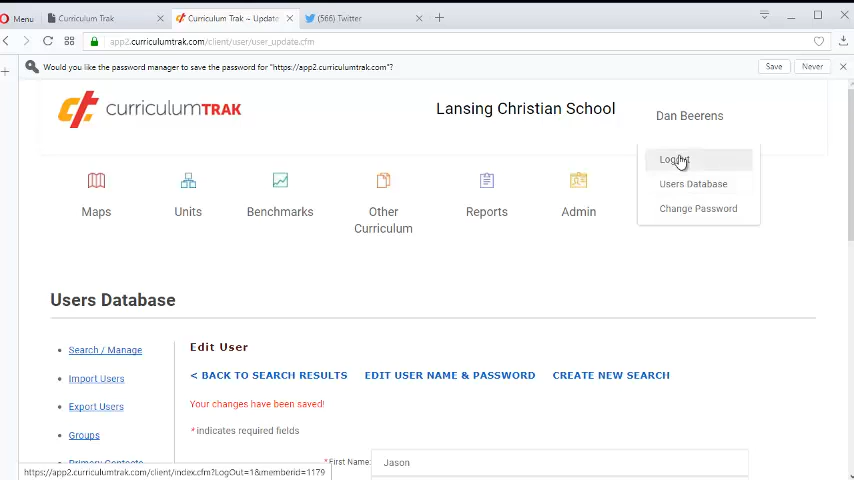 Menu
Curriculum Trak
Curriculum Trak ~ Update
(566) Twitter
app2.curriculumtrak.com/client/user/user_update.cfm
Would you like the password manager to save the password for "https://app2.curriculumtrak.com"?
Save
Never
curriculumTRAK
Lansing Christian School
Dan Beerens
Logout
Users Database
Change Password
Maps
Units
Benchmarks
Other
Curriculum
Reports
Admin
Users Database
Search / Manage
Import Users
Export Users
Groups
Primary Contacts
Edit User
< BACK TO SEARCH RESULTS
EDIT USER NAME & PASSWORD
CREATE NEW SEARCH
Your changes have been saved!
*indicates required fields
*First Name:
Jason
https://app2.curriculumtrak.com/client/index.cfm?LogOut=1&memberid=1179